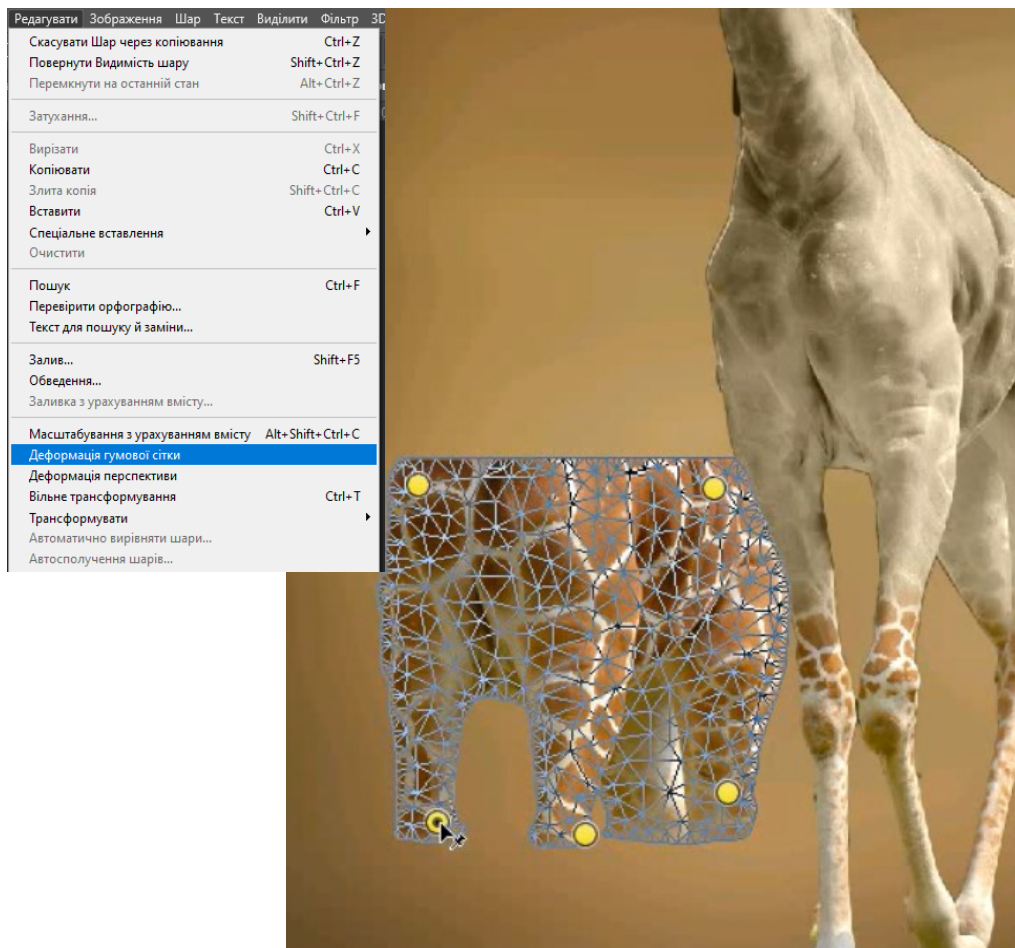 Редагувати Зображення Шар Текст Виділити Фільтр 3D
Скасувати Шар через копіювання Ctrl+Z
Повернути Видимість шару Shift+Ctrl+Z
Перемкнути на останній стан Alt+Ctrl+Z
Затухання... Shift+Ctrl+F
Вирізати Ctrl+X
Копіювати Ctrl+C
Злита копія Shift+Ctrl+C
Вставити Ctrl+V
Спеціальне вставлення
Очистити
Пошук Ctrl+F
Перевірити орфографію...
Текст для пошуку й заміни...
Залив... Shift+F5
Обведення...
Заливка з урахуванням вмісту...
Масштабування з урахуванням вмісту Alt+Shift+Ctrl+C
Деформація гумової сітки
Деформація перспективи
Вільне трансформування Ctrl+T
Трансформувати
Автоматично вирівняти шари...
Автосполучення шарів...